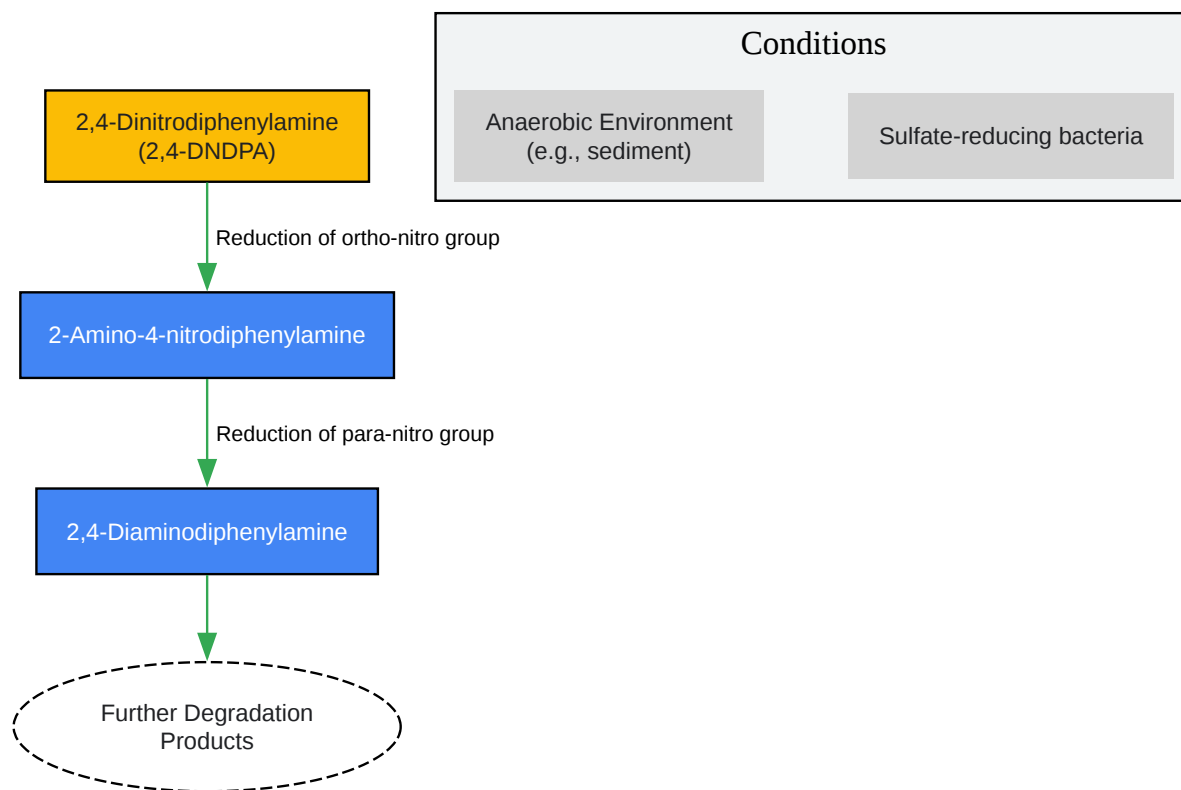 Conditions
2,4-Dinitrodiphenylamine
(2,4-DNDPA)
Anaerobic Environment
(e.g., sediment)
Sulfate-reducing bacteria
Reduction of ortho-nitro group
2-Amino-4-nitrodiphenylamine
Reduction of para-nitro group
2,4-Diaminodiphenylamine
Further Degradation
Products